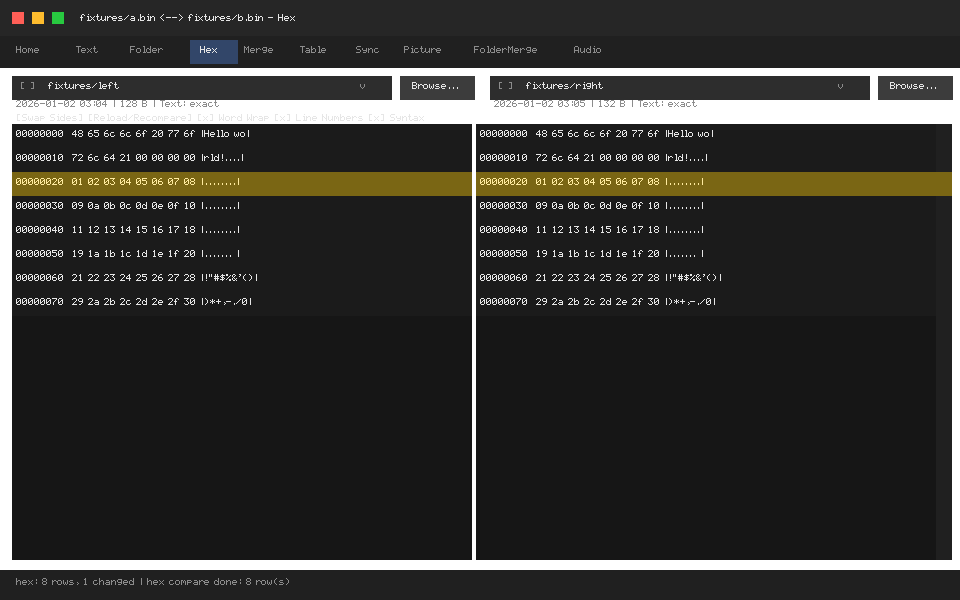 fixtures/a.bin <--> fixtures/b.bin - Hex
Home Text Folder Hex Merge Table Sync Picture FolderMerge Audio
[ ] fixtures/left v Browse... [ ] fixtures/right v Browse...
2026-01-02 03:04 | 128 B | Text: exact 2026-01-02 03:05 | 132 B | Text: exact
[Swap Sides] [Reload/Recompare] [x] Word Wrap [x] Line Numbers [x] Syntax
00000000 48 65 6c 6c 6f 20 77 6f |Hello wo| 00000000 48 65 6c 6c 6f 20 77 6f |Hello wo|
00000010 72 6c 64 21 00 00 00 00 |rld!....| 00000010 72 6c 64 21 00 00 00 00 |rld!....|
00000020 01 02 03 04 05 06 07 08 |........| 00000020 01 02 03 04 05 06 07 08 |........|
00000030 09 0a 0b 0c 0d 0e 0f 10 |........| 00000030 09 0a 0b 0c 0d 0e 0f 10 |........|
00000040 11 12 13 14 15 16 17 18 |........| 00000040 11 12 13 14 15 16 17 18 |........|
00000050 19 1a 1b 1c 1d 1e 1f 20 |....... | 00000050 19 1a 1b 1c 1d 1e 1f 20 |....... |
00000060 21 22 23 24 25 26 27 28 |!"#$%&'()| 00000060 21 22 23 24 25 26 27 28 |!"#$%&'()|
00000070 29 2a 2b 2c 2d 2e 2f 30 |)*+,-./0| 00000070 29 2a 2b 2c 2d 2e 2f 30 |)*+,-./0|
hex: 8 rows, 1 changed | hex compare done: 8 row(s)